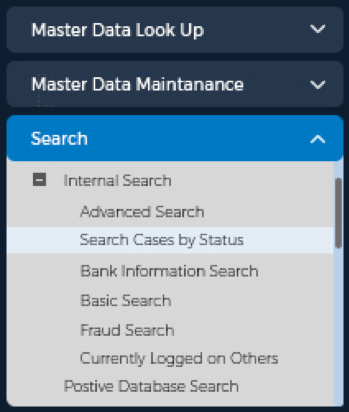 Master Data Look Up
Master Data Maintanance
Search
Internal Search
Advanced Search
Search Cases by Status
Bank Information Search
Basic Search
Fraud Search
Currently Logged on Others
Postive Database Search